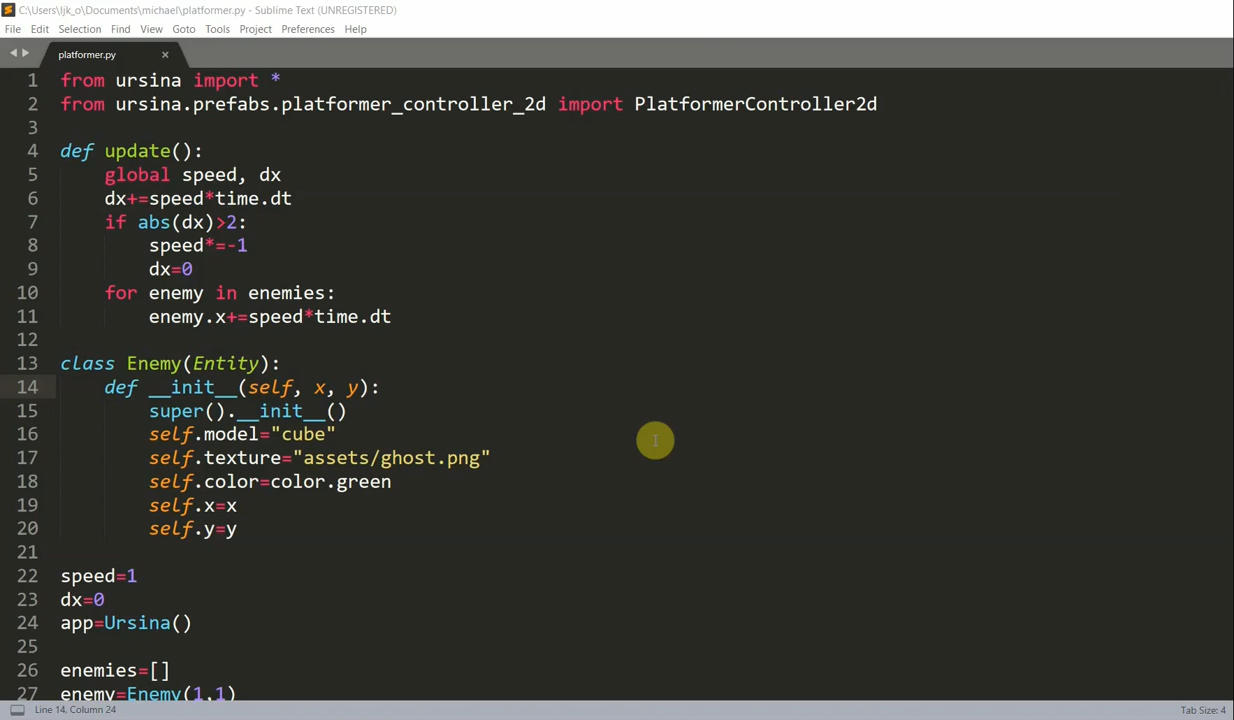 C:\Users\ljk_o\Documents\michael\platformer.py - Sublime Text (UNREGISTERED)
File Edit Selection Find View Goto Tools Project Preferences Help
platformer.py ×
1 from ursina import *
2 from ursina.prefabs.platformer_controller_2d import PlatformerController2d
3
4 def update():
5 global speed, dx
6 dx+=speed*time.dt
7 if abs(dx)>2:
8 speed*=-1
9 dx=0
10 for enemy in enemies:
11 enemy.x+=speed*time.dt
12
13 class Enemy(Entity):
14 def __init__(self, x, y):
15 super().__init__()
16 self.model="cube"
17 self.texture="assets/ghost.png"
18 self.color=color.green
19 self.x=x
20 self.y=y
21
22 speed=1
23 dx=0
24 app=Ursina()
25
26 enemies=[]
27 enemy=Enemy(1,1)
Line 14, Column 24 Tab Size: 4